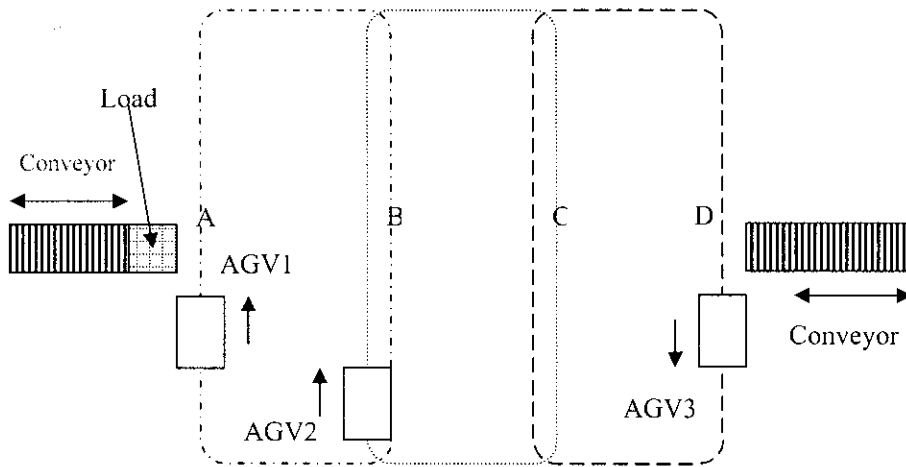 Load
Conveyor
A B C D
AGV1
Conveyor
AGV3
AGV2